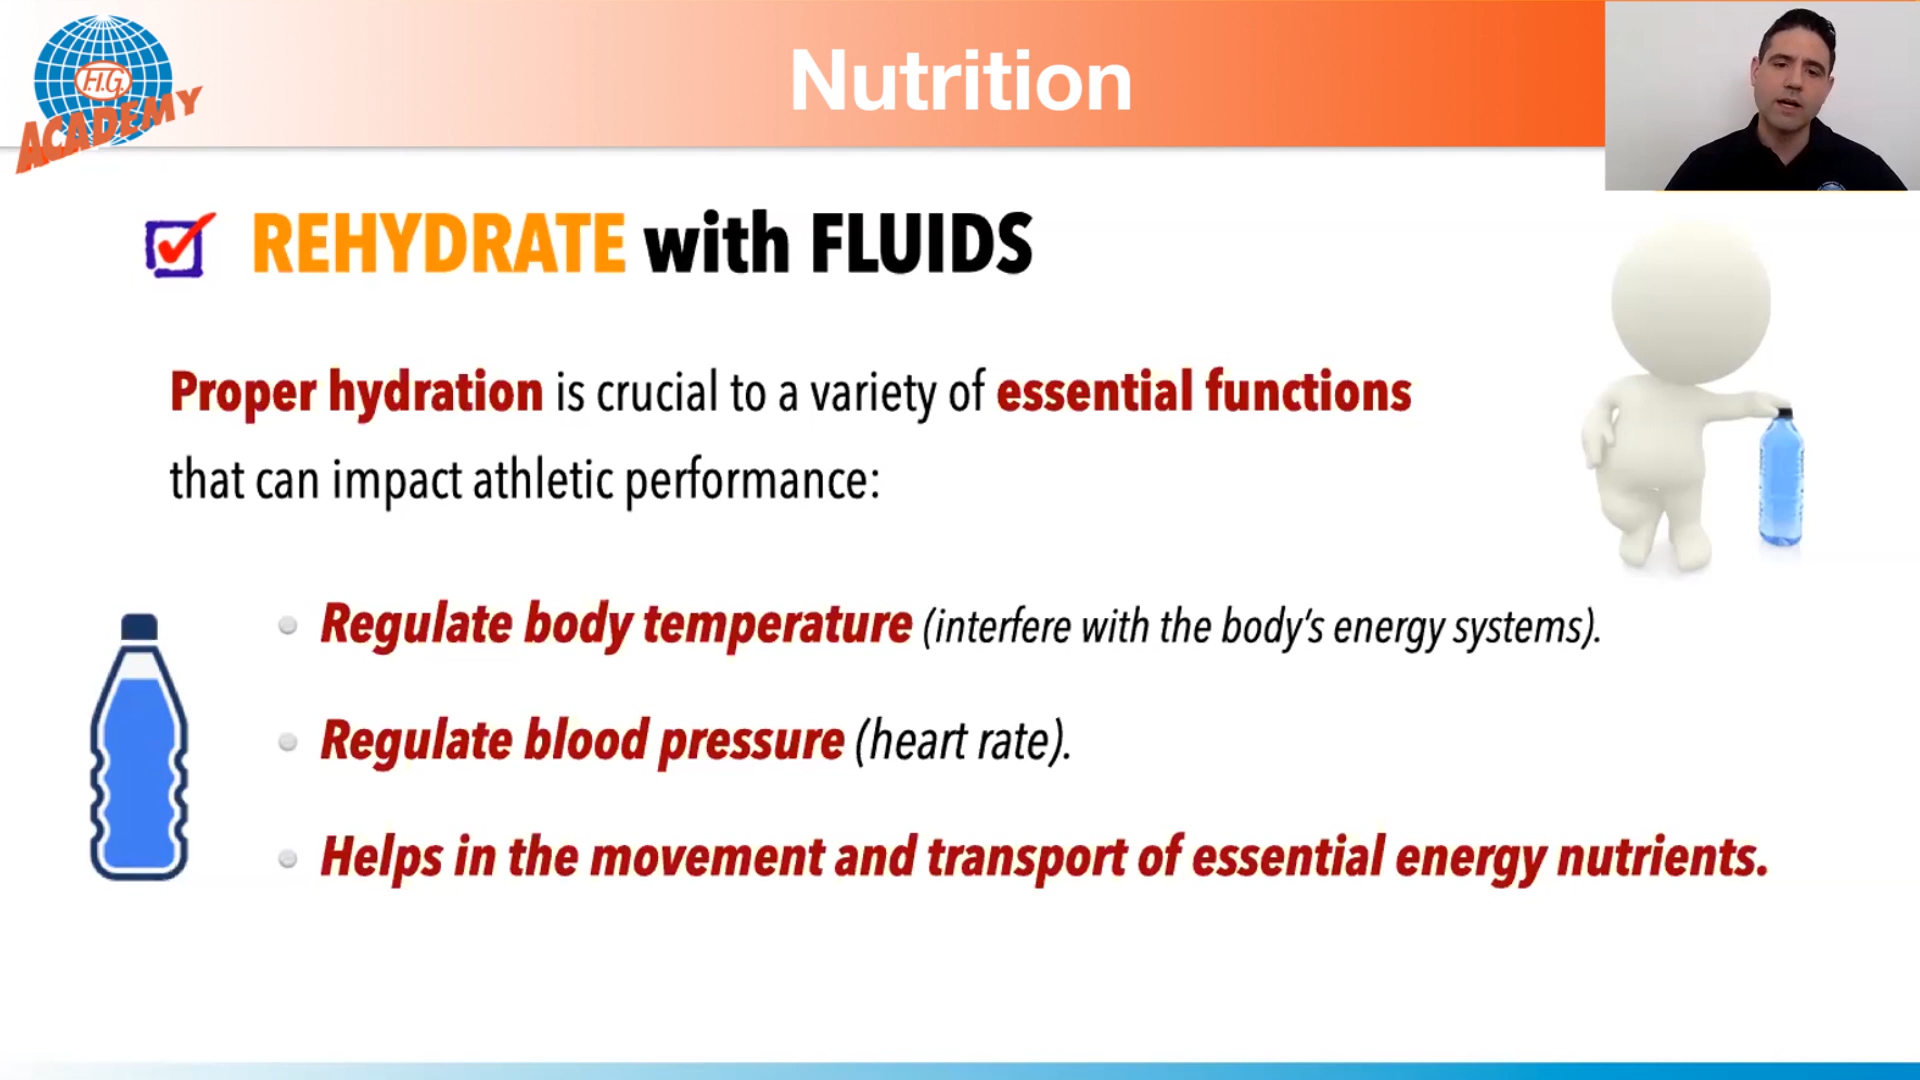 F.I.G.
ACADEMY
Nutrition
REHYDRATE with FLUIDS
Proper hydration is crucial to a variety of essential functions
that can impact athletic performance:
Regulate body temperature (interfere with the body's energy systems).
Regulate blood pressure (heart rate).
Helps in the movement and transport of essential energy nutrients.